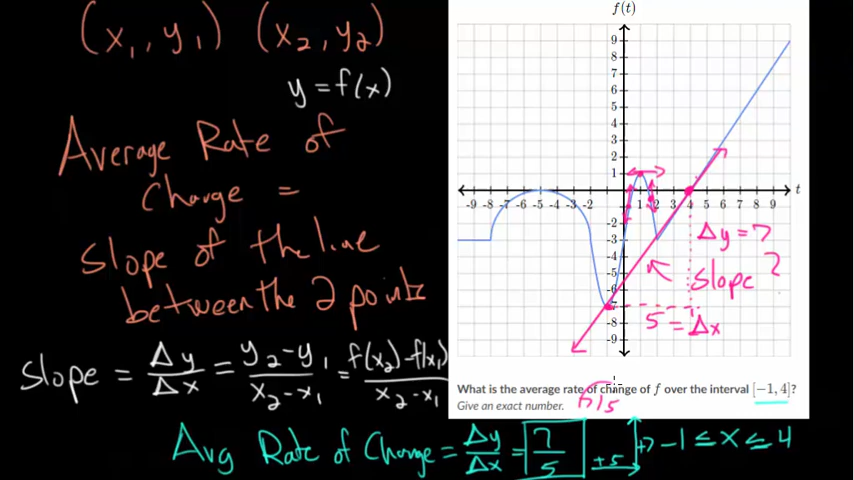 (x₁, y₁) (x₂, y₂)
y = f(x)
Average Rate of
Change =
slope of the line
between the 2 points
Slope = Δy/Δx = (y₂-y₁)/(x₂-x₁) = (f(x₂)-f(x₁))/(x₂-x₁)
Avg Rate of Change = Δy/Δx = 7/5
+5 +7 -1 ≤ x ≤ 4
f(t)
9
8
7
6
5
4
3
2
1
-9 -8 -7 -6 -5 -4 -3 -2 1 2 3 4 5 6 7 8 9 t
-2
-3
-4
-5
-6
-7
-8
-9
Δy = 7
slope ?
5 = Δx
What is the average rate of change of f over the interval [-1, 4]?
Give an exact number.
7/5